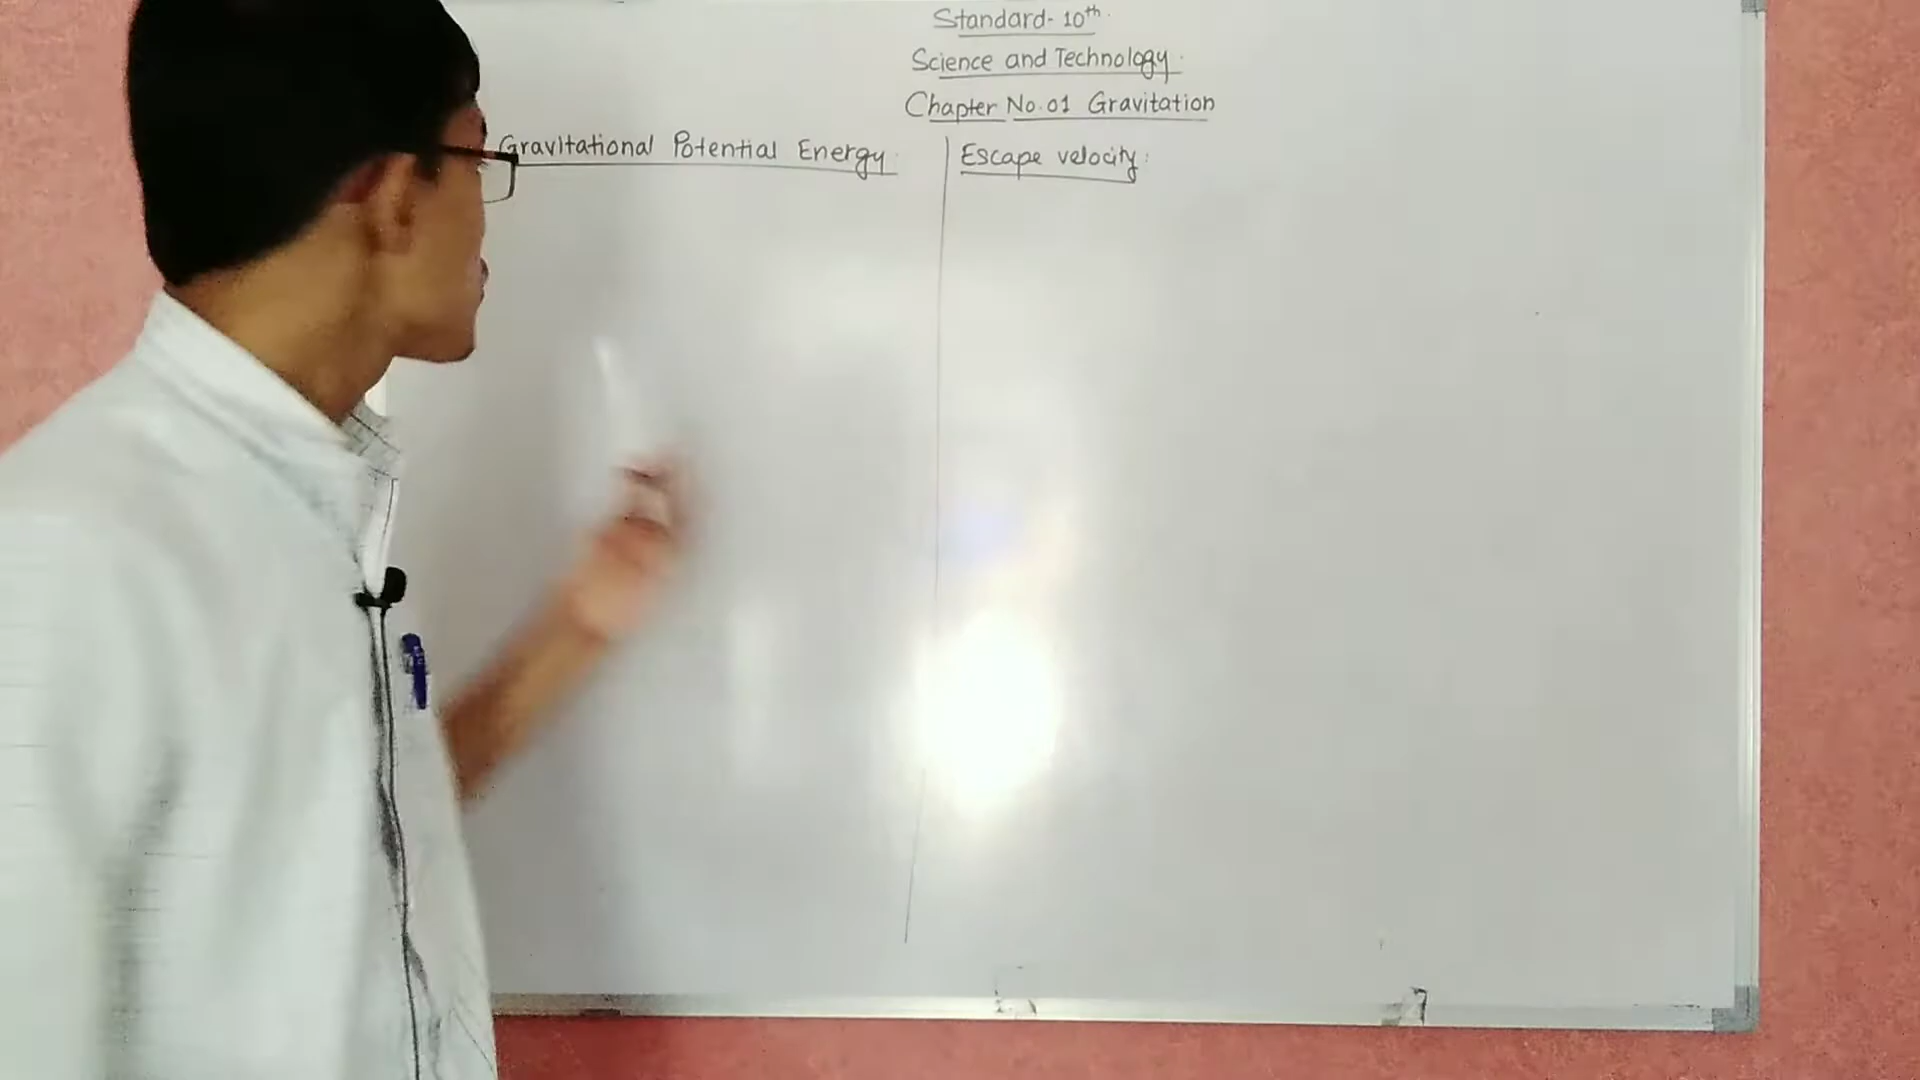 Standard- 10th.
Science and Technology.
Chapter No.01 Gravitation
Gravitational Potential Energy:
Escape velocity: